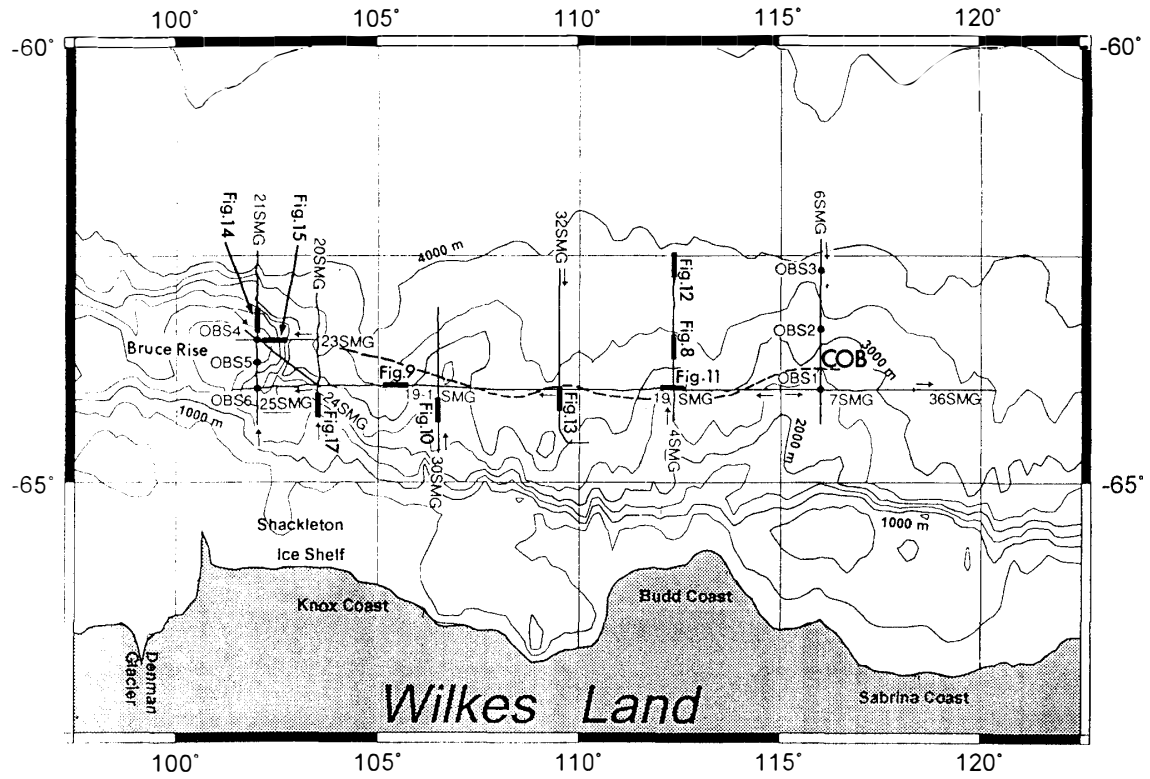 100° 105° 110° 115° 120°
-60° -60°
Fig.14
21SMG
Fig.15
20SMG
4000 m
32SMG
6SMG
Fig.12
OBS3
OBS4
23SMG
OBS2
Bruce Rise
Fig.8
COB
3000 m
OBS5
Fig.9
Fig.11
OBS1
OBS6
25SMG
24SMG
19-1 SMG
19 SMG
7SMG
36SMG
1000 m
Fig.17
Fig.10
Fig.13
2000 m
30SMG
4SMG
-65° -65°
1000 m
Shackleton
Ice Shelf
Knox Coast
Budd Coast
Denman
Glacier
Wilkes Land
Sabrina Coast
100° 105° 110° 115° 120°